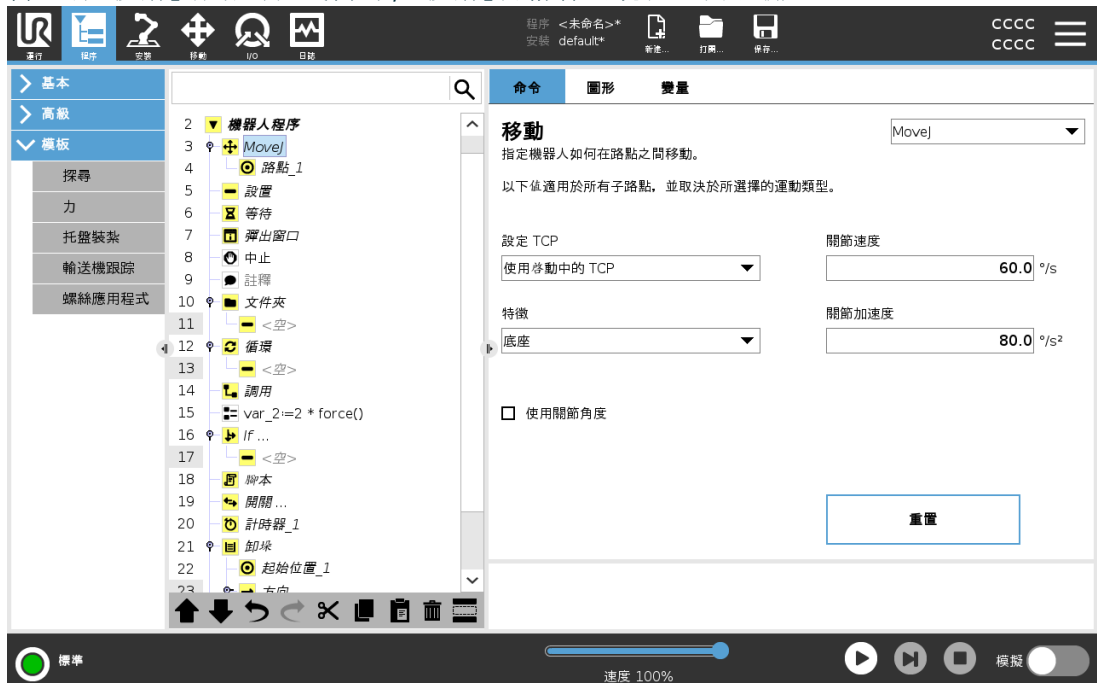 程序 <未命名>*
安裝 default*
cccc
cccc
運行
程序
安裝
移動
I/O
日誌
新建...
打開...
保存...
基本
高級
模板
探尋
力
托盤裝紮
輸送機跟踪
螺絲應用程式
2 機器人程序
3 MoveJ
4 路點_1
5 設置
6 等待
7 彈出窗口
8 中止
9 註釋
10 文件夾
11 <空>
12 循環
13 <空>
14 調用
15 var_2:=2 * force()
16 If ...
17 <空>
18 腳本
19 開關 ...
20 計時器_1
21 卸垛
22 起始位置_1
23 方向
命令 圖形 變量
移動
MoveJ
指定機器人如何在路點之間移動。
以下值適用於所有子路點，並取決於所選擇的運動類型。
設定 TCP
關節速度
使用啓動中的 TCP
60.0 °/s
特徵
關節加速度
底座
80.0 °/s²
使用關節角度
重置
標準
速度 100%
模擬